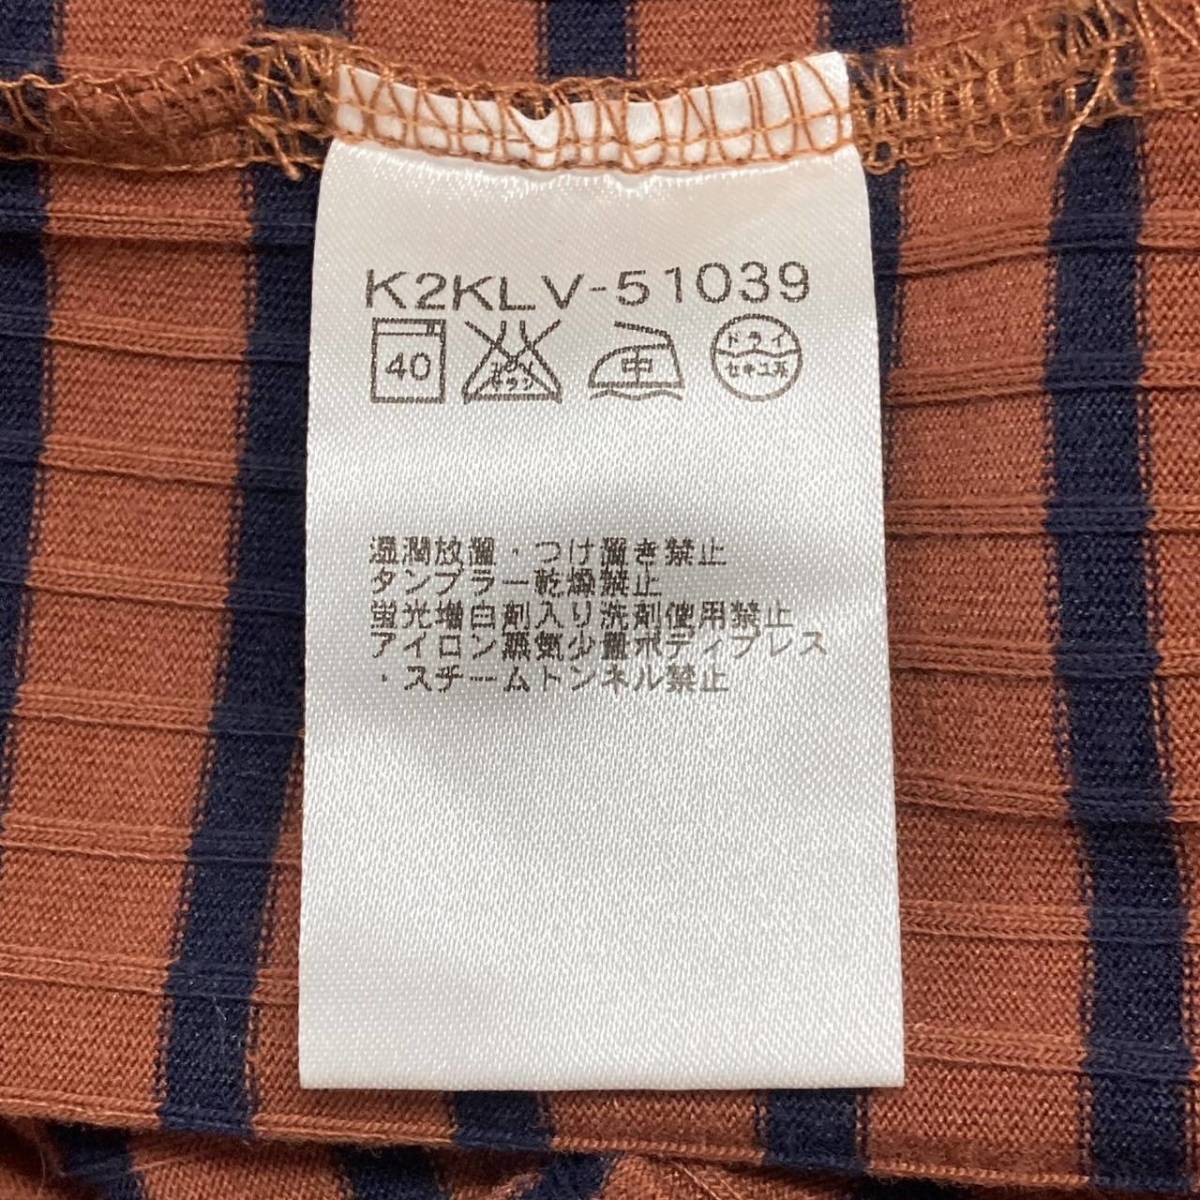 K2KLV-51039
40 エンソ サラシ 中 ドライ セキユ系
湿潤放置・つけ置き禁止
タンブラー乾燥禁止
蛍光増白剤入り洗剤使用禁止
アイロン蒸気少量ボディプレス
・スチームトンネル禁止